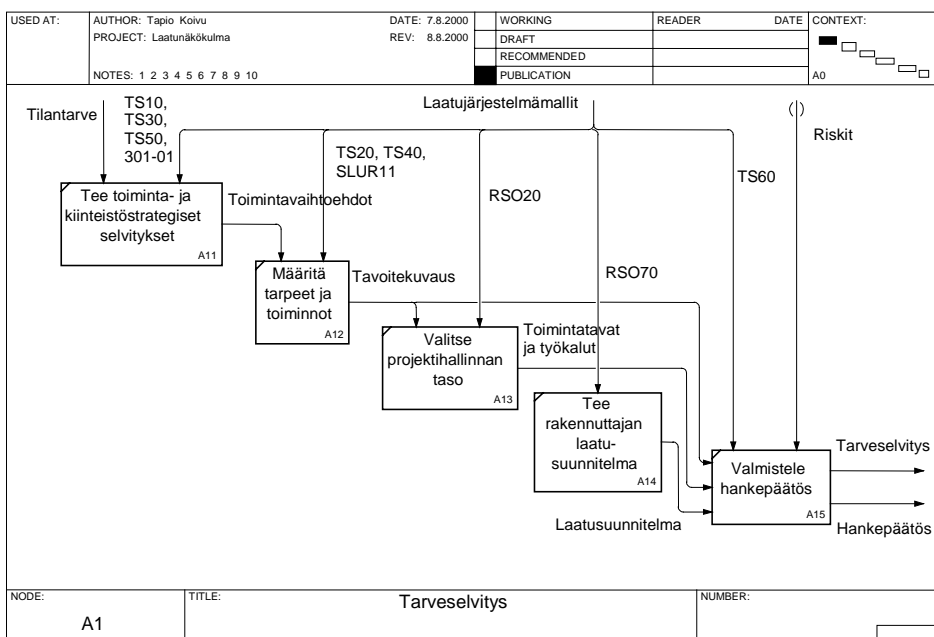 USED AT:
AUTHOR: Tapio Koivu
DATE: 7.8.2000
PROJECT: Laatunäkökulma
REV: 8.8.2000
NOTES: 1 2 3 4 5 6 7 8 9 10
WORKING
DRAFT
RECOMMENDED
PUBLICATION
READER
DATE
CONTEXT:
A0
Tilantarve
TS10,
TS30,
TS50,
301-01
Laatujärjestelmämallit
( )
Riskit
TS20, TS40,
SLUR11
RSO20
TS60
RSO70
Tee toiminta- ja
kiinteistöstrategiset
selvitykset
A11
Toimintavaihtoehdot
Määritä
tarpeet ja
toiminnot
A12
Tavoitekuvaus
Valitse
projektihallinnan
taso
A13
Toimintatavat
ja työkalut
Tee
rakennuttajan
laatu-
suunnitelma
A14
Laatusuunnitelma
Valmistele
hankepäätös
A15
Tarveselvitys
Hankepäätös
NODE:
A1
TITLE:
Tarveselvitys
NUMBER: